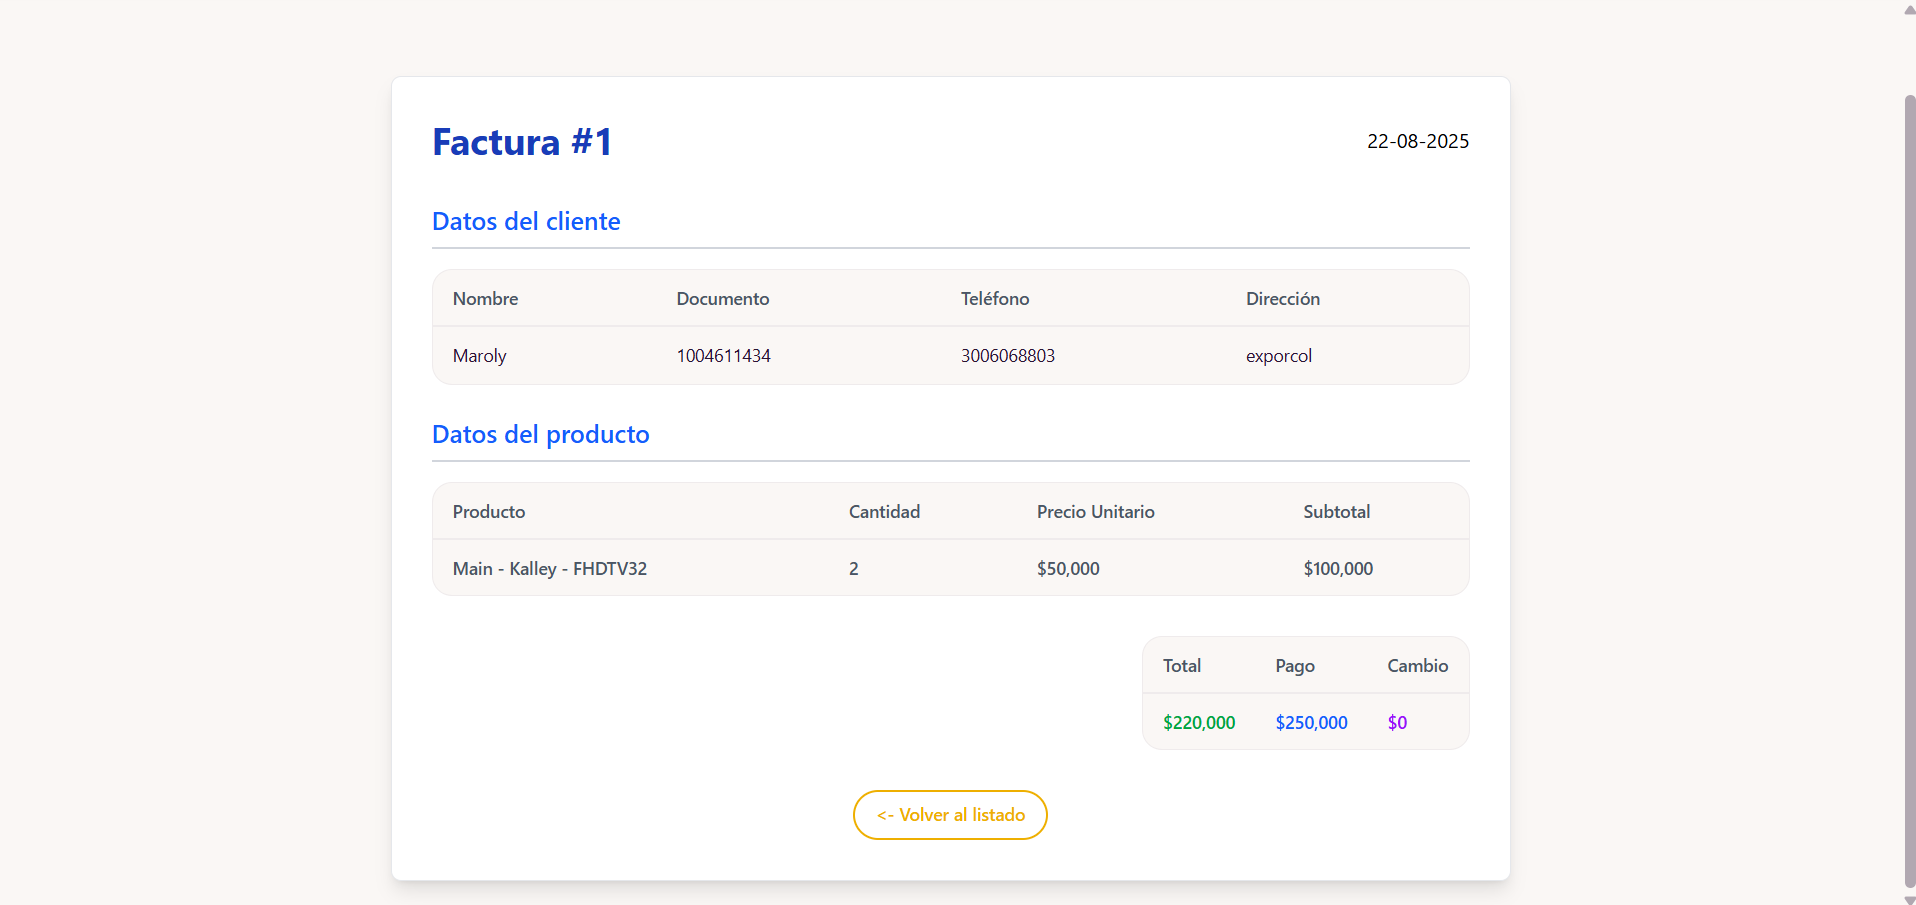 Factura #1 22-08-2025
Datos del cliente
Nombre Documento Teléfono Dirección
Maroly 1004611434 3006068803 exporcol
Datos del producto
Producto Cantidad Precio Unitario Subtotal
Main - Kalley - FHDTV32 2 $50,000 $100,000
Total Pago Cambio
$220,000 $250,000 $0
<- Volver al listado